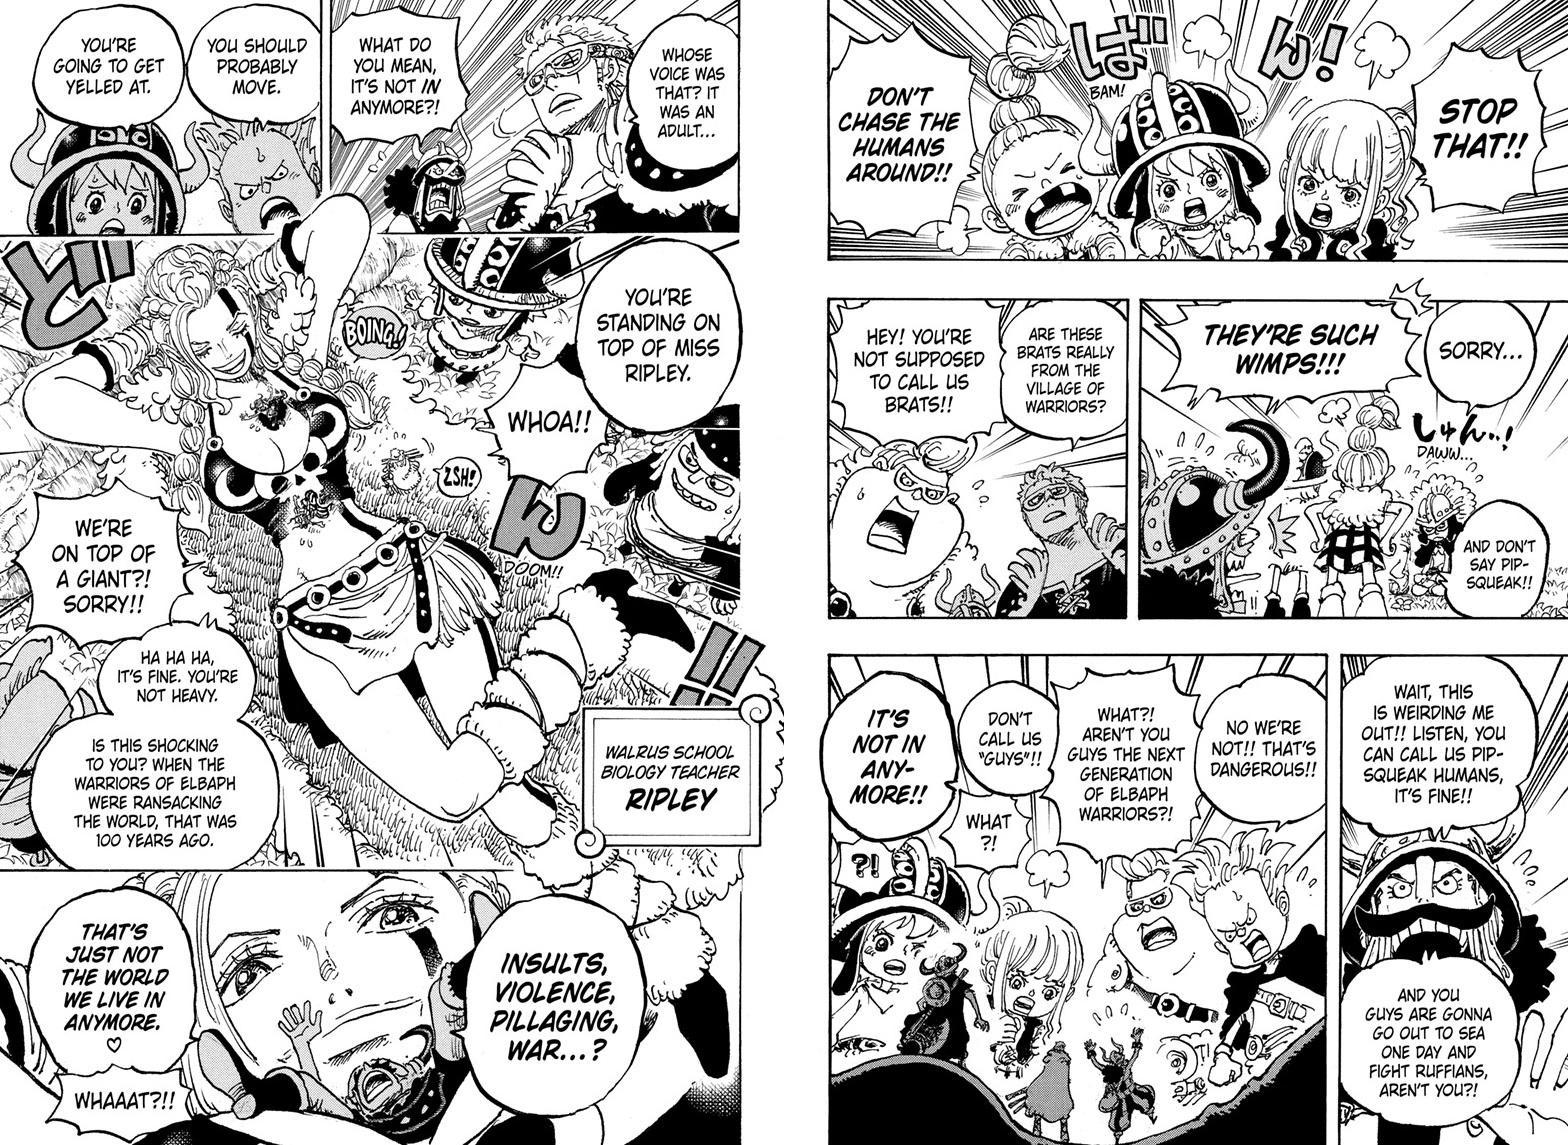 STOP
THAT!!
ばん!
BAM!
DON'T
CHASE THE
HUMANS
AROUND!!
SORRY...
THEY'RE SUCH
WIMPS!!!
しゅん..!
DAWW...
AND DON'T
SAY PIP-
SQUEAK!!
ARE THESE
BRATS REALLY
FROM THE
VILLAGE OF
WARRIORS?
HEY! YOU'RE
NOT SUPPOSED
TO CALL US
BRATS!!
WAIT, THIS
IS WEIRDING ME
OUT!! LISTEN, YOU
CAN CALL US PIP-
SQUEAK HUMANS,
IT'S FINE!!
AND YOU
GUYS ARE GONNA
GO OUT TO SEA
ONE DAY AND
FIGHT RUFFIANS,
AREN'T YOU?!
NO WE'RE
NOT!! THAT'S
DANGEROUS!!
WHAT?!
AREN'T YOU
GUYS THE NEXT
GENERATION
OF ELBAPH
WARRIORS?!
DON'T
CALL US
"GUYS"!!
WHAT
?!
IT'S
NOT IN
ANY-
MORE!!
?!
WHOSE
VOICE WAS
THAT? IT
WAS AN
ADULT...
WHAT DO
YOU MEAN,
IT'S NOT IN
ANYMORE?!
YOU SHOULD
PROBABLY
MOVE.
YOU'RE
GOING TO GET
YELLED AT.
YOU'RE
STANDING ON
TOP OF MISS
RIPLEY.
WHOA!!
BOING!!
ZSH!
どん!!
DOOM!!
WE'RE
ON TOP OF
A GIANT?!
SORRY!!
HA HA HA,
IT'S FINE. YOU'RE
NOT HEAVY.
IS THIS SHOCKING
TO YOU? WHEN THE
WARRIORS OF ELBAPH
WERE RANSACKING
THE WORLD, THAT WAS
100 YEARS AGO.
WALRUS SCHOOL
BIOLOGY TEACHER
RIPLEY
INSULTS,
VIOLENCE,
PILLAGING,
WAR...?
THAT'S
JUST NOT
THE WORLD
WE LIVE IN
ANYMORE.
♡
WHAAAT?!!